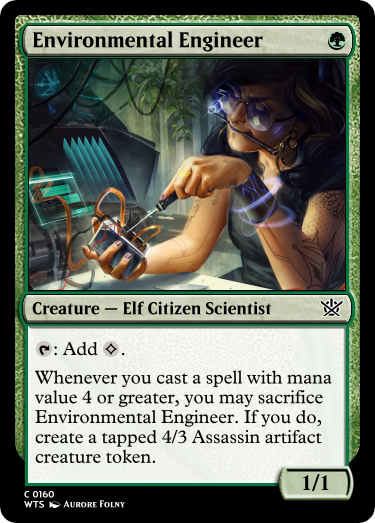 Environmental Engineer
Creature — Elf Citizen Scientist
: Add .
Whenever you cast a spell with mana
value 4 or greater, you may sacrifice
Environmental Engineer. If you do,
create a tapped 4/3 Assassin artifact
creature token.
1/1
C 0160
WTS Aurore Folny